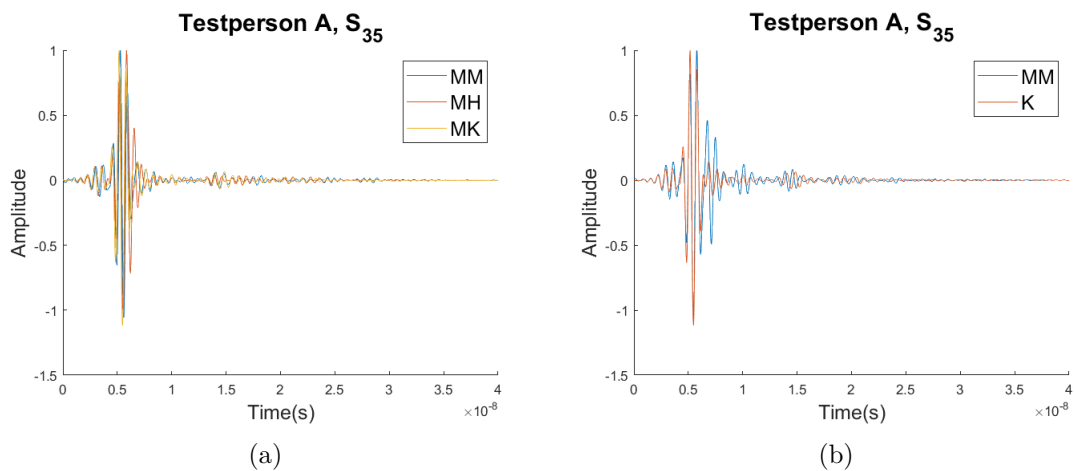 Testperson A, S35
1
0.5
0
-0.5
-1
-1.5
Amplitude
0 0.5 1 1.5 2 2.5 3 3.5 4
×10-8
Time(s)
MM
MH
MK
(a)
Testperson A, S35
1
0.5
0
-0.5
-1
-1.5
Amplitude
0 0.5 1 1.5 2 2.5 3 3.5 4
×10-8
Time(s)
MM
K
(b)